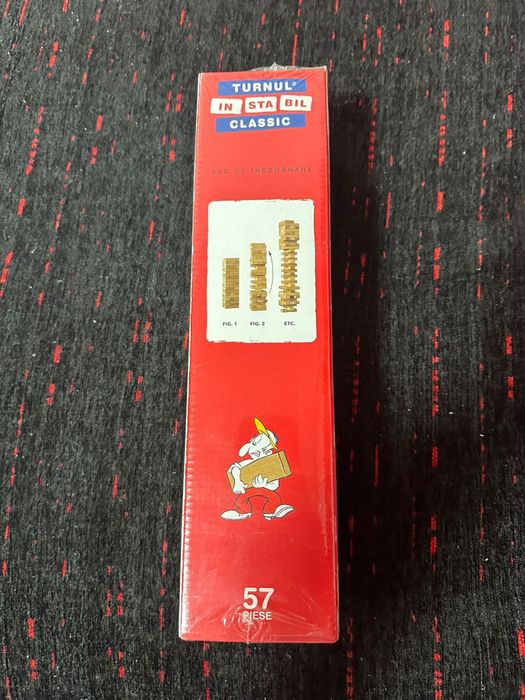 TURNUL®
IN STA BIL
CLASSIC
JOC DE ÎNDEMÂNARE
FIG. 1 FIG. 2 ETC.
57
PIESE